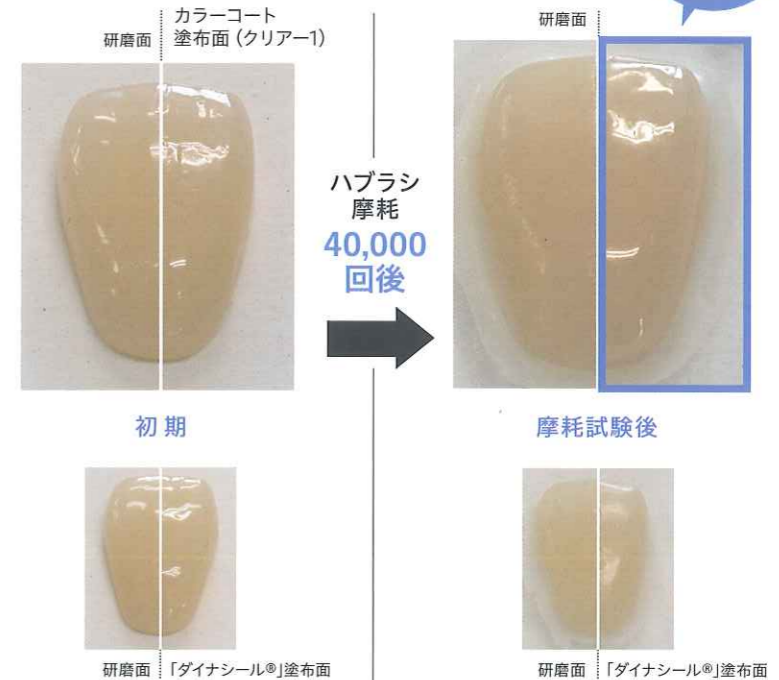 研磨面
カラーコート
塗布面(クリアー1)
研磨面
ハブラシ
摩耗
40,000
回後
初期
摩耗試験後
研磨面
「ダイナシール®」塗布面
研磨面
「ダイナシール®」塗布面